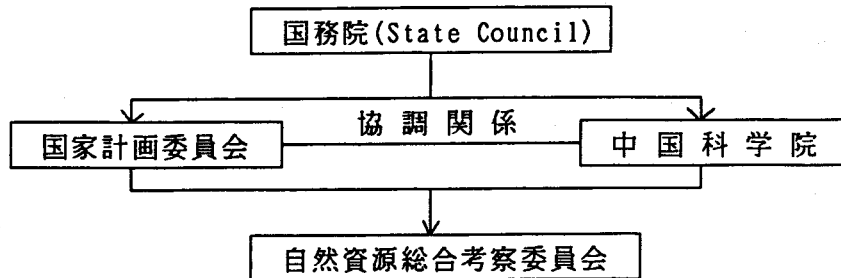 国務院(State Council)
協調関係
国家計画委員会
中国科学院
自然資源総合考察委員会